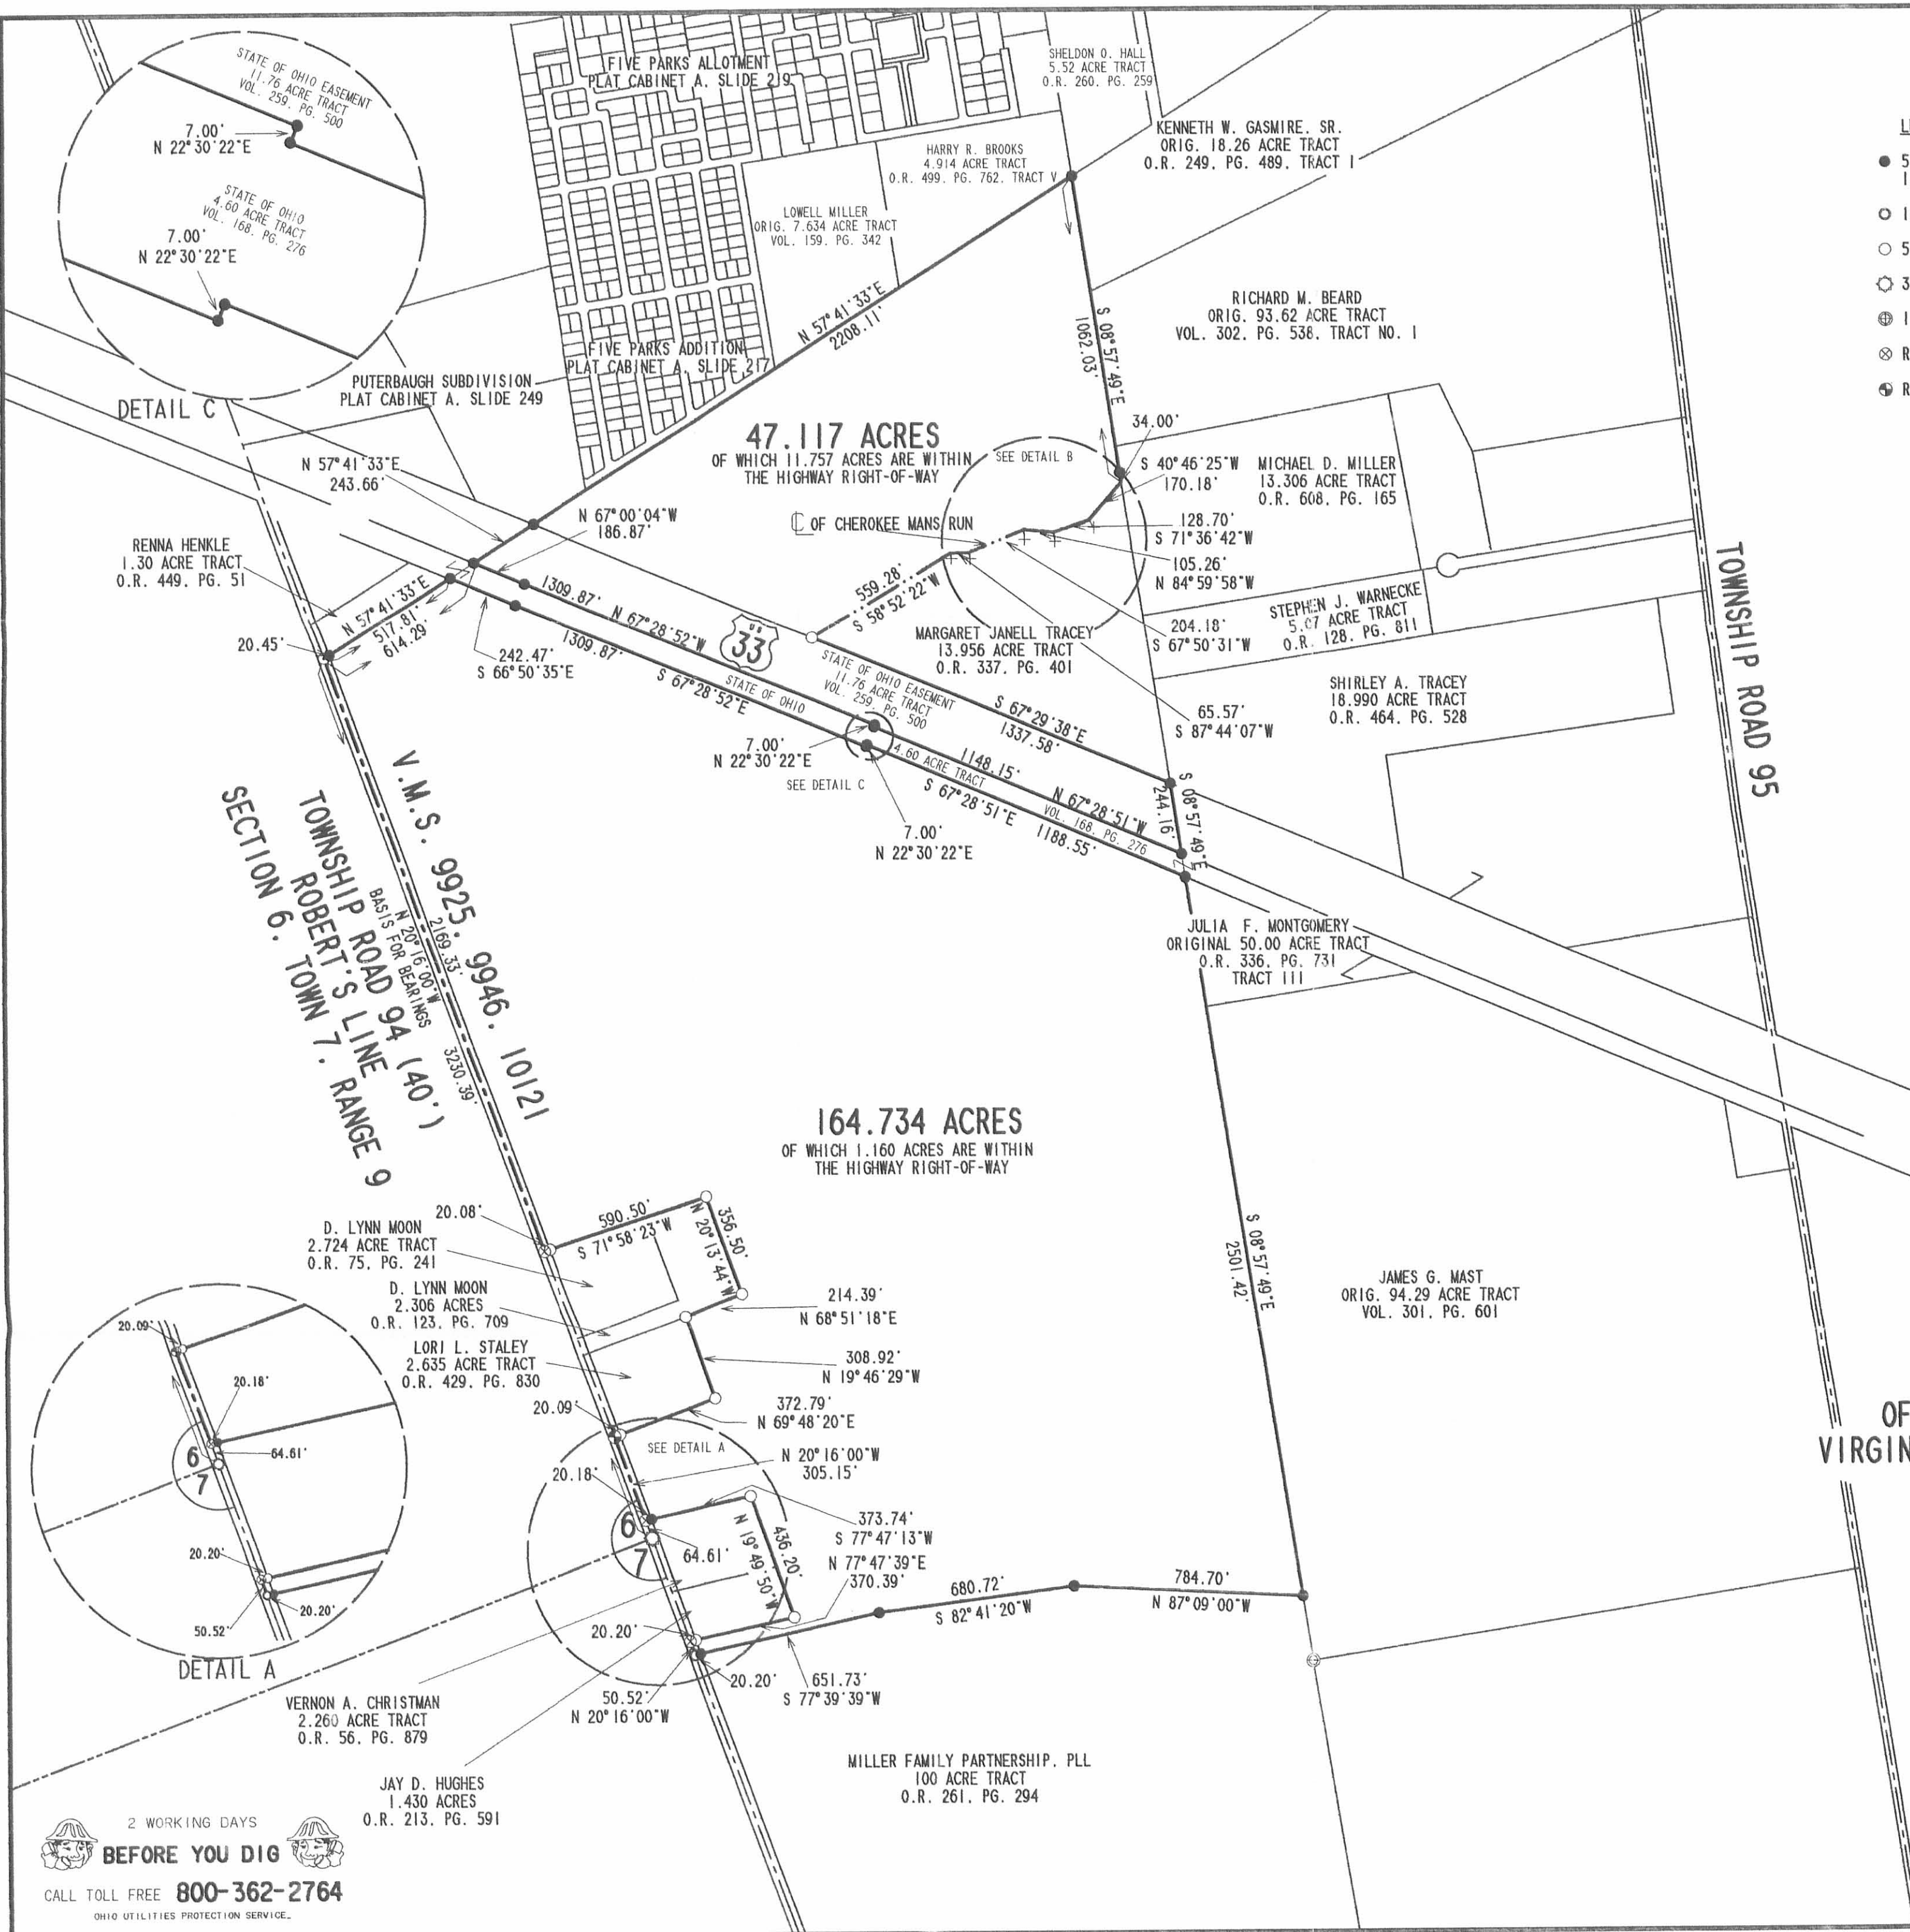 STATE OF OHIO EASEMENT
11.76 ACRE TRACT
VOL. 259. PG. 500
7.00'
N 22°30'22"E
STATE OF OHIO
4.60 ACRE TRACT
VOL. 168. PG. 276
7.00'
N 22°30'22"E
DETAIL C
FIVE PARKS ALLOTMENT
PLAT CABINET A. SLIDE 219
SHELDON O. HALL
5.52 ACRE TRACT
O.R. 260. PG. 259
HARRY R. BROOKS
4.914 ACRE TRACT
O.R. 499. PG. 762. TRACT V
KENNETH W. GASMIRE. SR.
ORIG. 18.26 ACRE TRACT
O.R. 249. PG. 489. TRACT I
LOWELL MILLER
ORIG. 7.634 ACRE TRACT
VOL. 159. PG. 342
N 57°41'33"E
2208.11'
FIVE PARKS ADDITION
PLAT CABINET A. SLIDE 217
PUTERBAUGH SUBDIVISION
PLAT CABINET A. SLIDE 249
S 08°57'49"E
1062.03'
RICHARD M. BEARD
ORIG. 93.62 ACRE TRACT
VOL. 302. PG. 538. TRACT NO. I
47.117 ACRES
OF WHICH 11.757 ACRES ARE WITHIN
THE HIGHWAY RIGHT-OF-WAY
SEE DETAIL B
34.00'
S 40°46'25"W
170.18'
MICHAEL D. MILLER
13.306 ACRE TRACT
O.R. 608. PG. 165
N 57°41'33"E
243.66'
N 67°00'04"W
186.87'
℄ OF CHEROKEE MANS RUN
128.70'
S 71°36'42"W
105.26'
N 84°59'58"W
RENNA HENKLE
1.30 ACRE TRACT
O.R. 449. PG. 51
N 57°41'33"E
517.81'
614.29'
20.45'
1309.87'
N 67°28'52"W
US
33
559.28'
S 58°52'22"W
STEPHEN J. WARNECKE
5.07 ACRE TRACT
O.R. 128. PG. 811
204.18'
S 67°50'31"W
MARGARET JANELL TRACEY
13.956 ACRE TRACT
O.R. 337. PG. 401
242.47'
S 66°50'35"E
1309.87'
S 67°28'52"E
STATE OF OHIO
STATE OF OHIO EASEMENT
11.76 ACRE TRACT
VOL. 259. PG. 500
S 67°29'38"E
1337.58'
SHIRLEY A. TRACEY
18.990 ACRE TRACT
O.R. 464. PG. 528
65.57'
S 87°44'07"W
TOWNSHIP ROAD 95
7.00'
N 22°30'22"E
SEE DETAIL C
4.60 ACRE TRACT
1148.15'
N 67°28'51"W
VOL. 168. PG. 276
S 67°28'51"E
1188.55'
S 08°57'49"E
244.16'
7.00'
N 22°30'22"E
V.M.S. 9925. 9946. 10121
2169.33'
N 20°16'00"W
BASIS FOR BEARINGS
3230.39'
TOWNSHIP ROAD 94 (40')
ROBERT'S LINE
SECTION 6. TOWN 7. RANGE 9
JULIA F. MONTGOMERY
ORIGINAL 50.00 ACRE TRACT
O.R. 336. PG. 731
TRACT III
164.734 ACRES
OF WHICH 1.160 ACRES ARE WITHIN
THE HIGHWAY RIGHT-OF-WAY
20.08'
590.50'
S 71°58'23"W
356.50'
N 20°13'44"W
D. LYNN MOON
2.724 ACRE TRACT
O.R. 75. PG. 241
D. LYNN MOON
2.306 ACRES
O.R. 123. PG. 709
LORI L. STALEY
2.635 ACRE TRACT
O.R. 429. PG. 830
214.39'
N 68°51'18"E
308.92'
N 19°46'29"W
372.79'
N 69°48'20"E
20.09'
S 08°57'49"E
2501.42'
JAMES G. MAST
ORIG. 94.29 ACRE TRACT
VOL. 301. PG. 601
OF
VIRGIN
SEE DETAIL A
N 20°16'00"W
305.15'
20.18'
6
7
64.61'
373.74'
S 77°47'13"W
436.20'
N 19°49'50"W
N 77°47'39"E
370.39'
680.72'
S 82°41'20"W
784.70'
N 87°09'00"W
20.20'
20.20'
651.73'
S 77°39'39"W
50.52'
N 20°16'00"W
20.09'
20.18'
64.61'
6
7
20.20'
20.20'
50.52'
DETAIL A
VERNON A. CHRISTMAN
2.260 ACRE TRACT
O.R. 56. PG. 879
JAY D. HUGHES
1.430 ACRES
O.R. 213. PG. 591
MILLER FAMILY PARTNERSHIP. PLL
100 ACRE TRACT
O.R. 261. PG. 294
2 WORKING DAYS
BEFORE YOU DIG
CALL TOLL FREE 800-362-2764
OHIO UTILITIES PROTECTION SERVICE.